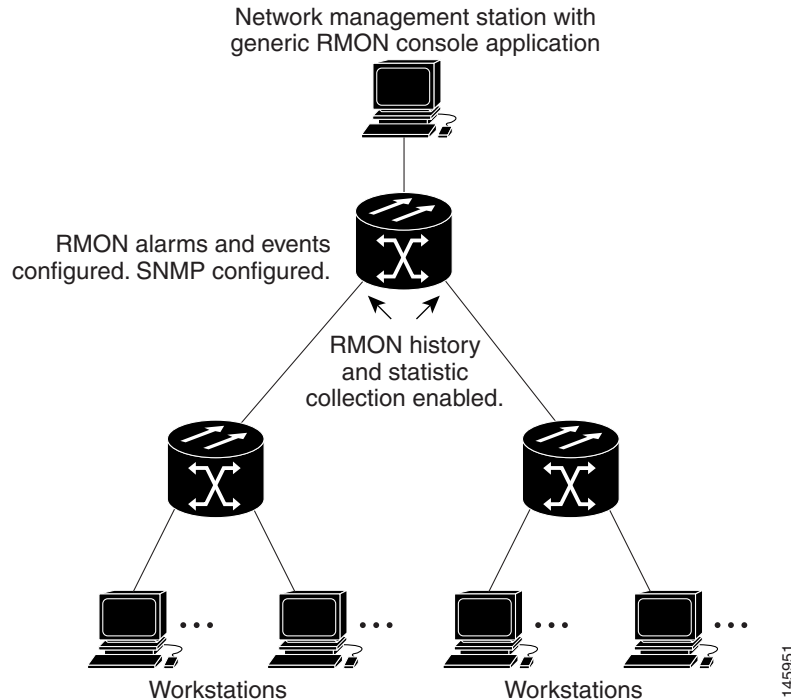 Network management station with
generic RMON console application
RMON alarms and events
configured. SNMP configured.
RMON history
and statistic
collection enabled.
Workstations
Workstations
145951